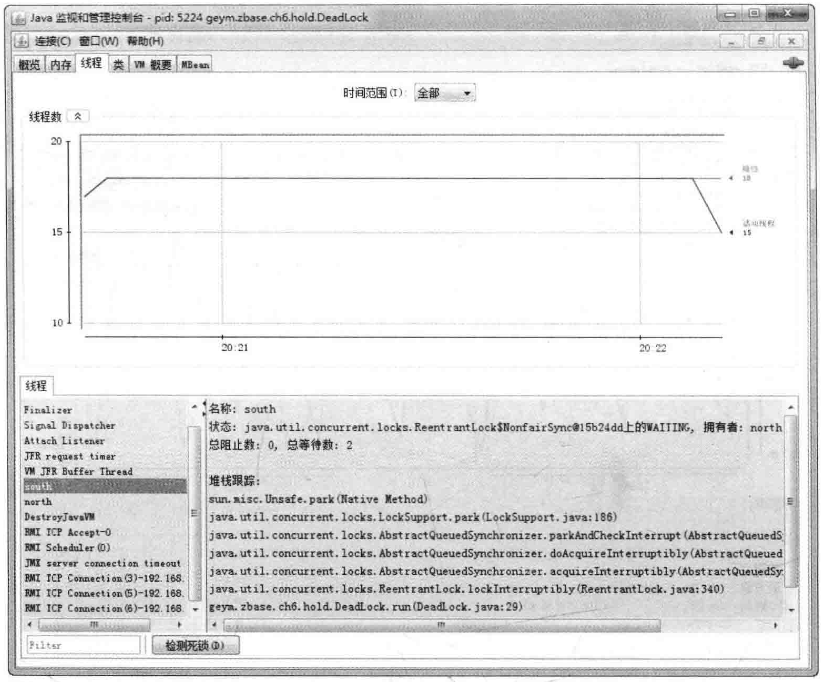 Java 监视和管理控制台 - pid: 5224 geym.zbase.ch6.hold.DeadLock
连接(C) 窗口(W) 帮助(H)
概览 内存 线程 类 VM 概要 MBean
时间范围(I): 全部
线程数
20
峰值
18
15
活动线程
15
10
20:21
20:22
线程
Finalizer
Signal Dispatcher
Attach Listener
JFR request timer
VM JFR Buffer Thread
south
north
DestroyJavaVM
RMI TCP Accept-0
RMI Scheduler(0)
JMX server connection timeout
RMI TCP Connection(3)-192.168.
RMI TCP Connection(5)-192.168.
RMI TCP Connection(6)-192.168.
名称: south
状态: java.util.concurrent.locks.ReentrantLock$NonfairSync@15b24dd上的WAITING, 拥有者: north
总阻止数: 0, 总等待数: 2
堆栈跟踪:
sun.misc.Unsafe.park(Native Method)
java.util.concurrent.locks.LockSupport.park(LockSupport.java:186)
java.util.concurrent.locks.AbstractQueuedSynchronizer.parkAndCheckInterrupt(AbstractQueuedS
java.util.concurrent.locks.AbstractQueuedSynchronizer.doAcquireInterruptibly(AbstractQueued
java.util.concurrent.locks.AbstractQueuedSynchronizer.acquireInterruptibly(AbstractQueuedSy
java.util.concurrent.locks.ReentrantLock.lockInterruptibly(ReentrantLock.java:340)
geym.zbase.ch6.hold.DeadLock.run(DeadLock.java:29)
Filter
检测死锁(D)